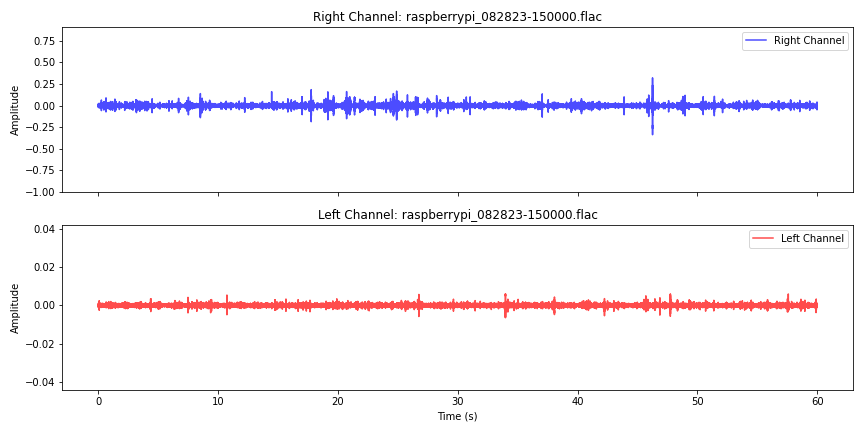 Right Channel: raspberrypi_082823-150000.flac
Right Channel
Amplitude
0.75
0.50
0.25
0.00
−0.25
−0.50
−0.75
−1.00
Left Channel: raspberrypi_082823-150000.flac
Left Channel
Amplitude
0.04
0.02
0.00
−0.02
−0.04
0 10 20 30 40 50 60
Time (s)